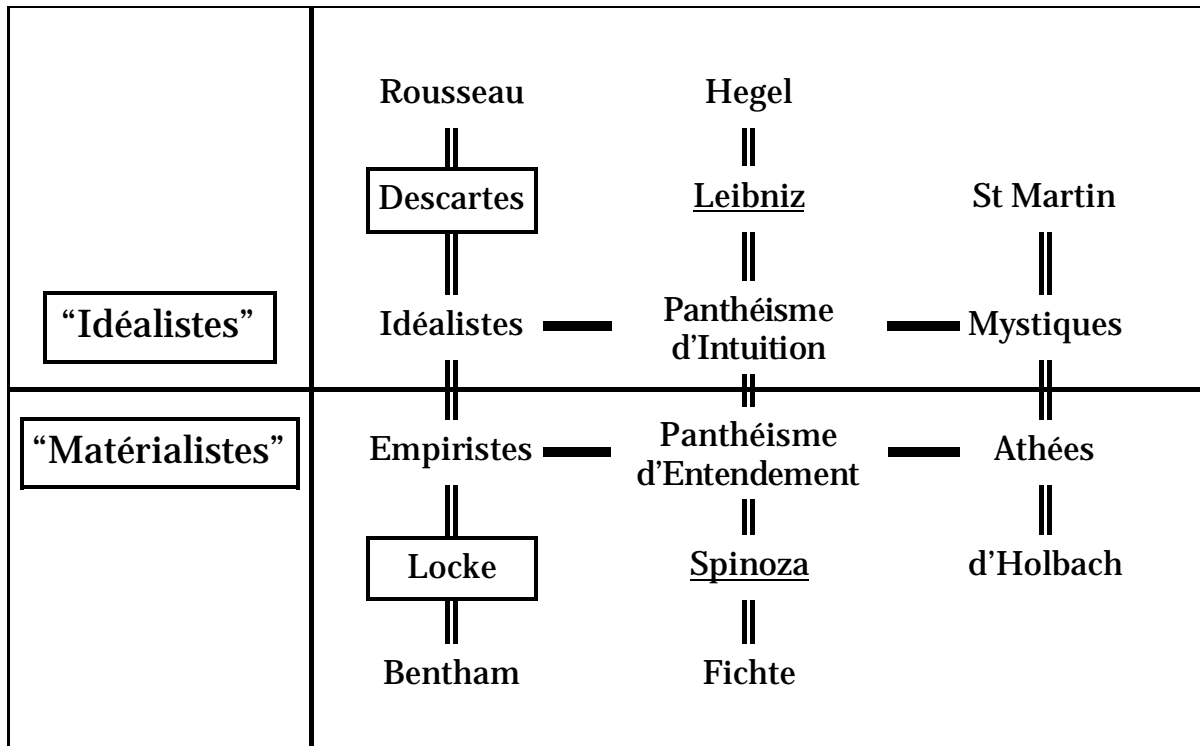 Rousseau Hegel
Descartes Leibniz St Martin
“Idéalistes” Idéalistes Panthéisme d'Intuition Mystiques
“Matérialistes” Empiristes Panthéisme d'Entendement Athées
Locke Spinoza d'Holbach
Bentham Fichte